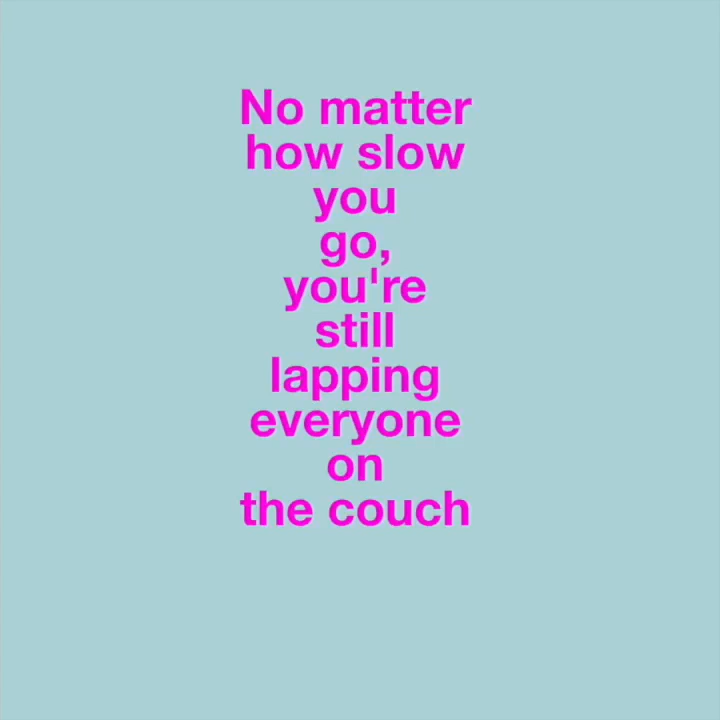 No matter
how slow
you
go,
you're
still
lapping
everyone
on
the couch